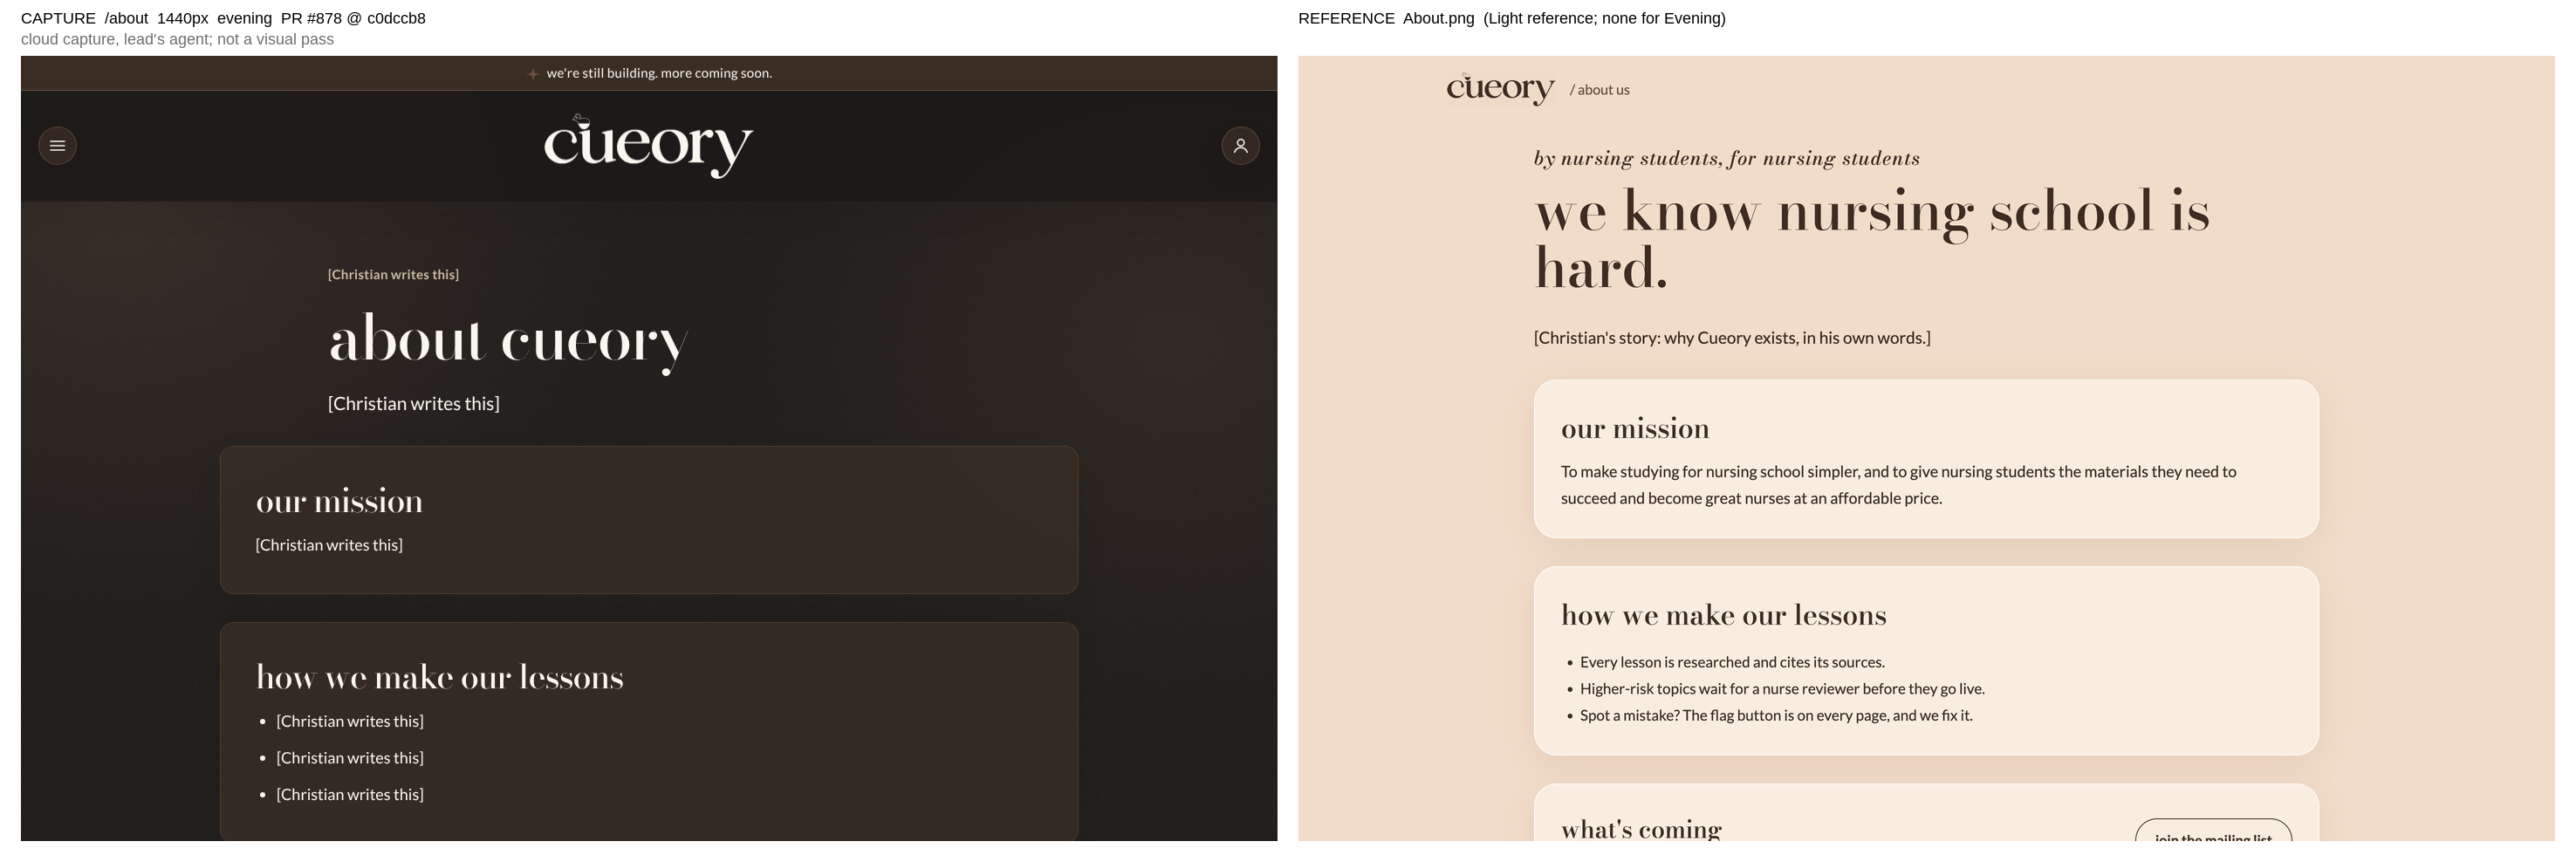 CAPTURE /about 1440px evening PR #878 @ c0dccb8
cloud capture, lead's agent; not a visual pass
we're still building. more coming soon.
cueory
[Christian writes this]
about cueory
[Christian writes this]
our mission
[Christian writes this]
how we make our lessons
• [Christian writes this]
• [Christian writes this]
• [Christian writes this]
REFERENCE About.png (Light reference; none for Evening)
cueory / about us
by nursing students, for nursing students
we know nursing school is
hard.
[Christian's story: why Cueory exists, in his own words.]
our mission
To make studying for nursing school simpler, and to give nursing students the materials they need to
succeed and become great nurses at an affordable price.
how we make our lessons
• Every lesson is researched and cites its sources.
• Higher-risk topics wait for a nurse reviewer before they go live.
• Spot a mistake? The flag button is on every page, and we fix it.
what's coming
join the mailing list